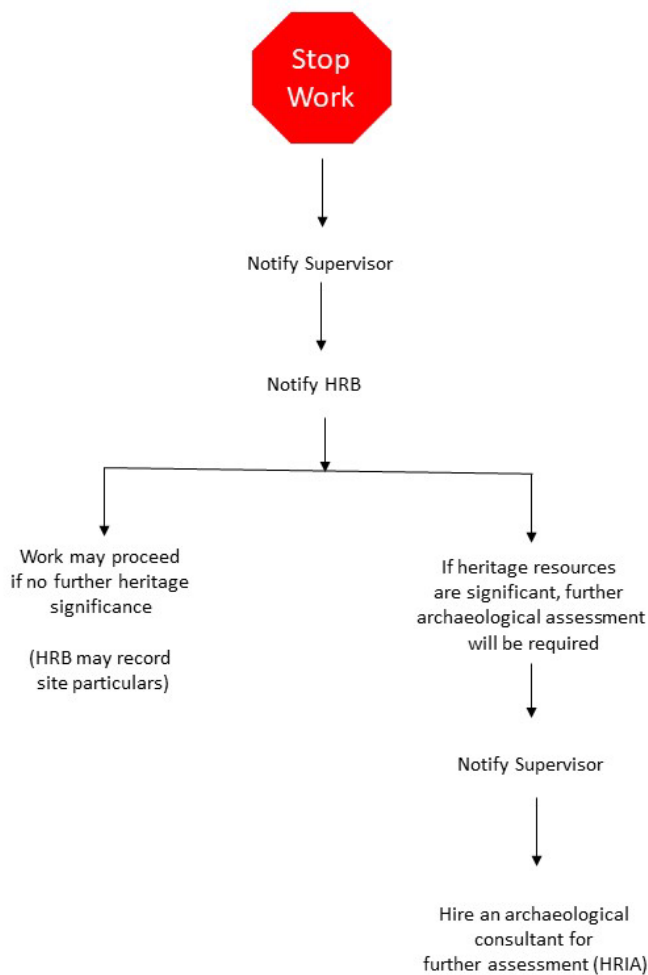 Stop
Work
Notify Supervisor
Notify HRB
Work may proceed
if no further heritage
significance
(HRB may record
site particulars)
If heritage resources
are significant, further
archaeological assessment
will be required
Notify Supervisor
Hire an archaeological
consultant for
further assessment (HRIA)